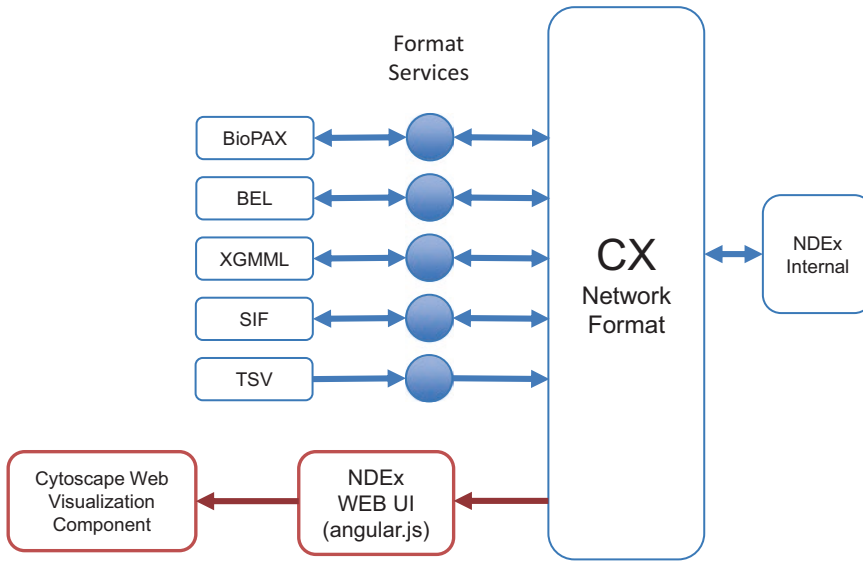 Format
Services
BioPAX
BEL
XGMML
SIF
TSV
CX
Network
Format
NDEx
Internal
Cytoscape Web
Visualization
Component
NDEx
WEB UI
(angular.js)